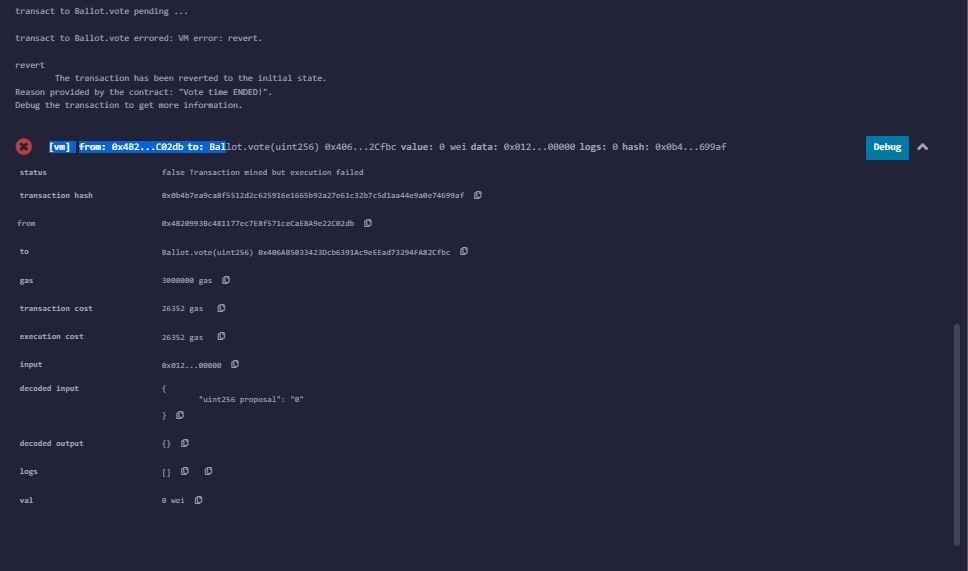 transact to Ballot.vote pending ...
transact to Ballot.vote errored: VM error: revert.
revert
The transaction has been reverted to the initial state.
Reason provided by the contract: "Vote time ENDED!".
Debug the transaction to get more information.
[vm] from: 0x4B2...C02db to: Ballot.vote(uint256) 0x406...2Cfbc value: 0 wei data: 0x012...00000 logs: 0 hash: 0x0b4...699af Debug
status false Transaction mined but execution failed
transaction hash 0x0b4b7ea9ca8f5512d2c625916e1665b92a27e61c32b7c5d1aa44e9a0e74699af
from 0x4B20993Bc481177ec7E8f571ceCaE8A9e22C02db
to Ballot.vote(uint256) 0x406AB5033423Dcb6391Ac9eEEad73294FA82Cfbc
gas 3000000 gas
transaction cost 26352 gas
execution cost 26352 gas
input 0x012...00000
decoded input {
"uint256 proposal": "0"
}
decoded output {}
logs []
val 0 wei